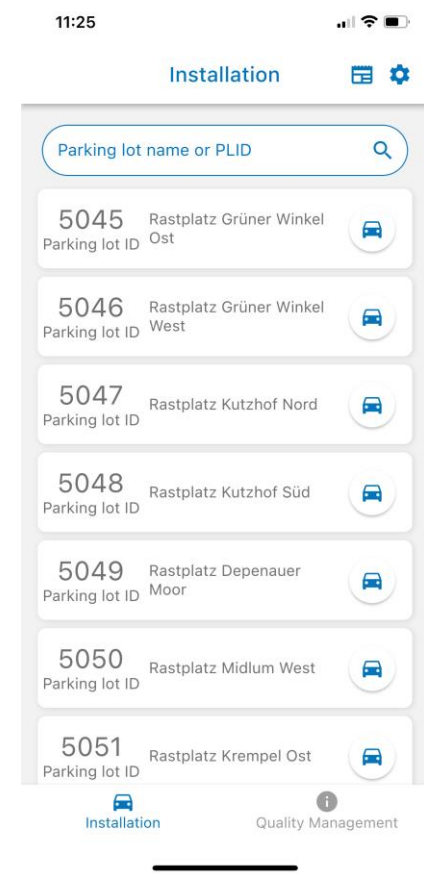 11:25
Installation
Parking lot name or PLID
5045
Parking lot ID
Rastplatz Grüner Winkel
Ost
5046
Parking lot ID
Rastplatz Grüner Winkel
West
5047
Parking lot ID
Rastplatz Kutzhof Nord
5048
Parking lot ID
Rastplatz Kutzhof Süd
5049
Parking lot ID
Rastplatz Depenauer
Moor
5050
Parking lot ID
Rastplatz Midlum West
5051
Parking lot ID
Rastplatz Krempel Ost
Installation
Quality Management